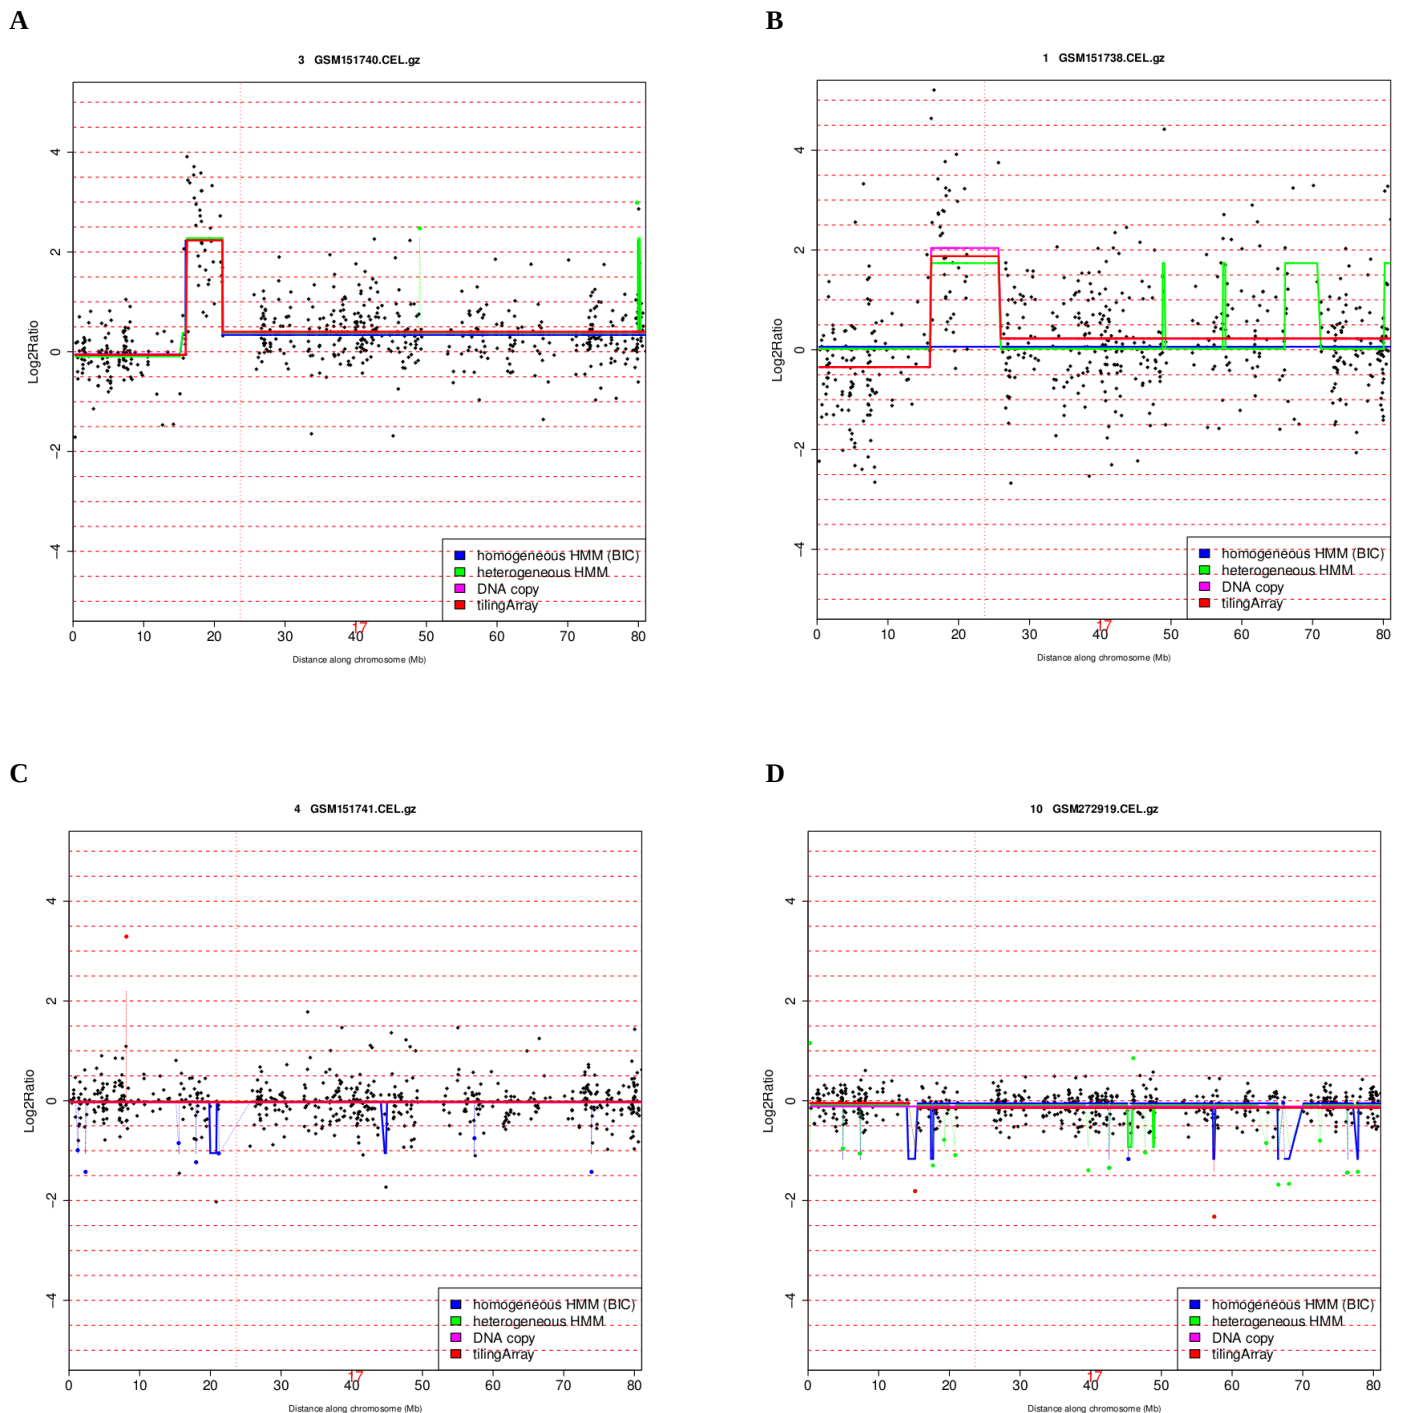 A
B
3 GSM151740.CEL.gz
1 GSM151738.CEL.gz
Log2Ratio
4
2
0
−2
−4
homogeneous HMM (BIC)
heterogeneous HMM
DNA copy
tilingArray
0 10 20 30 40 50 60 70 80
17
Distance along chromosome (Mb)
Log2Ratio
4
2
0
−2
−4
homogeneous HMM (BIC)
heterogeneous HMM
DNA copy
tilingArray
0 10 20 30 40 50 60 70 80
17
Distance along chromosome (Mb)
C
D
4 GSM151741.CEL.gz
10 GSM272919.CEL.gz
Log2Ratio
4
2
0
−2
−4
homogeneous HMM (BIC)
heterogeneous HMM
DNA copy
tilingArray
0 10 20 30 40 50 60 70 80
17
Distance along chromosome (Mb)
Log2Ratio
4
2
0
−2
−4
homogeneous HMM (BIC)
heterogeneous HMM
DNA copy
tilingArray
0 10 20 30 40 50 60 70 80
17
Distance along chromosome (Mb)